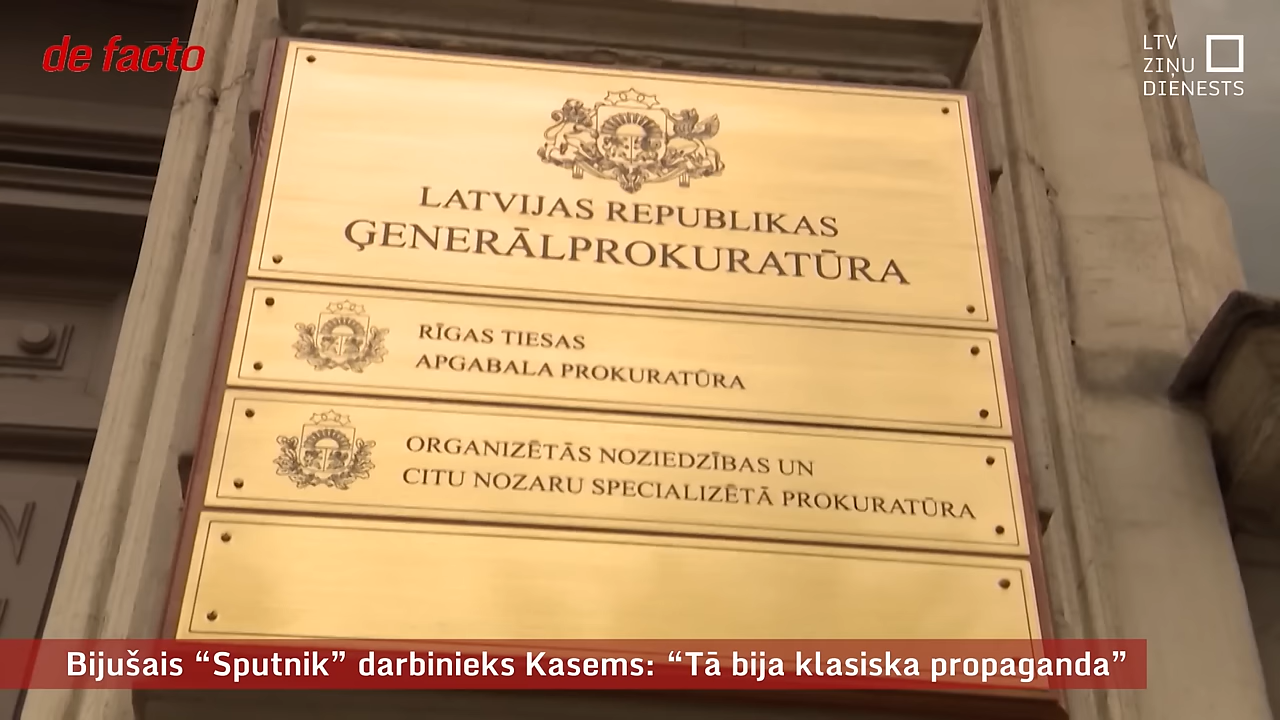 de facto
LTV
ZIŅU
DIENESTS
LATVIJAS REPUBLIKAS
ĢENERĀLPROKURATŪRA
RĪGAS TIESAS
APGABALA PROKURATŪRA
ORGANIZĒTĀS NOZIEDZĪBAS UN
CITU NOZARU SPECIALIZĒTĀ PROKURATŪRA
Bijušais “Sputnik” darbinieks Kasems: “Tā bija klasiska propaganda”